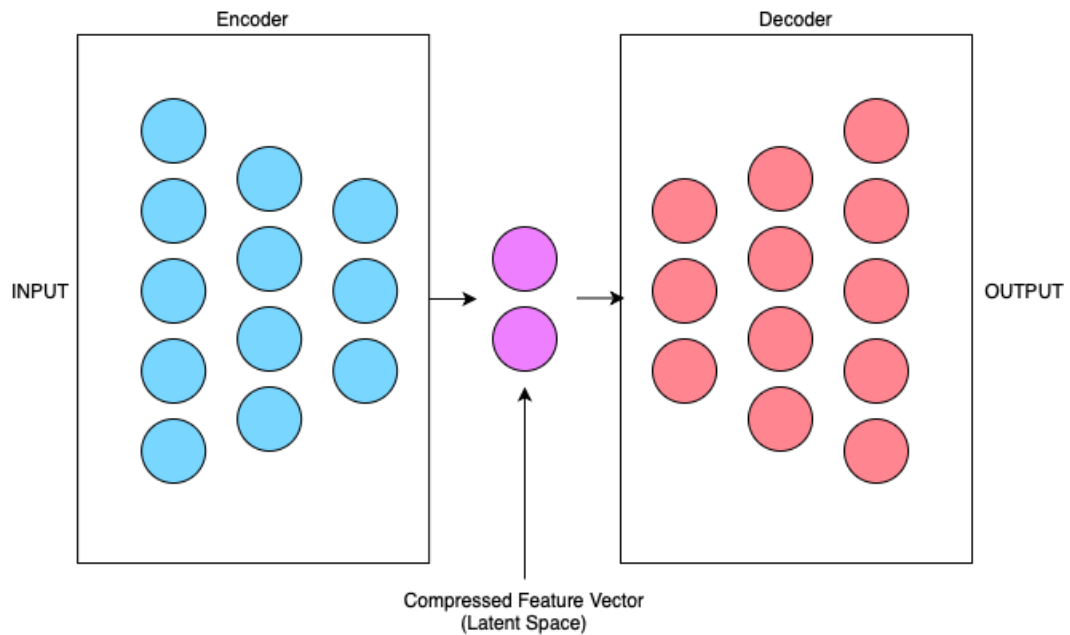 Encoder
Decoder
INPUT
OUTPUT
Compressed Feature Vector
(Latent Space)